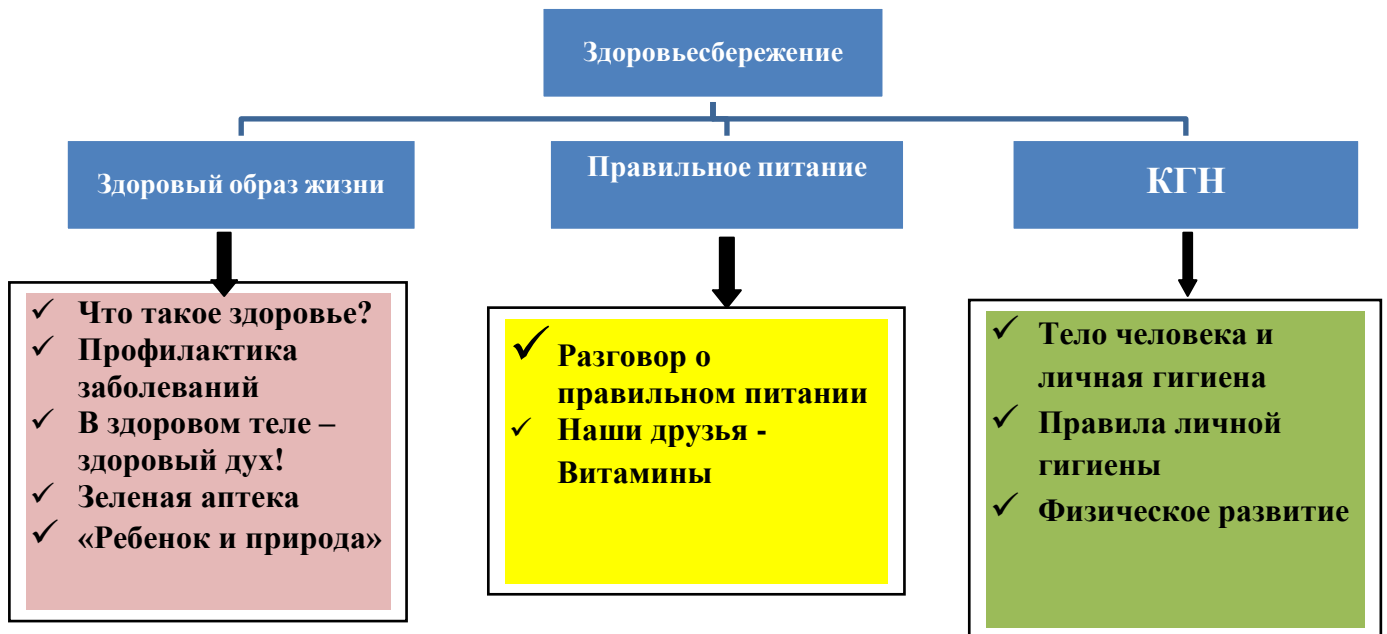 Здоровьесбережение
Здоровый образ жизни
Правильное питание
КГН
✓ Что такое здоровье?
✓ Профилактика
заболеваний
✓ В здоровом теле –
здоровый дух!
✓ Зеленая аптека
✓ «Ребенок и природа»
✓ Разговор о
правильном питании
✓ Наши друзья -
Витамины
✓ Тело человека и
личная гигиена
✓ Правила личной
гигиены
✓ Физическое развитие